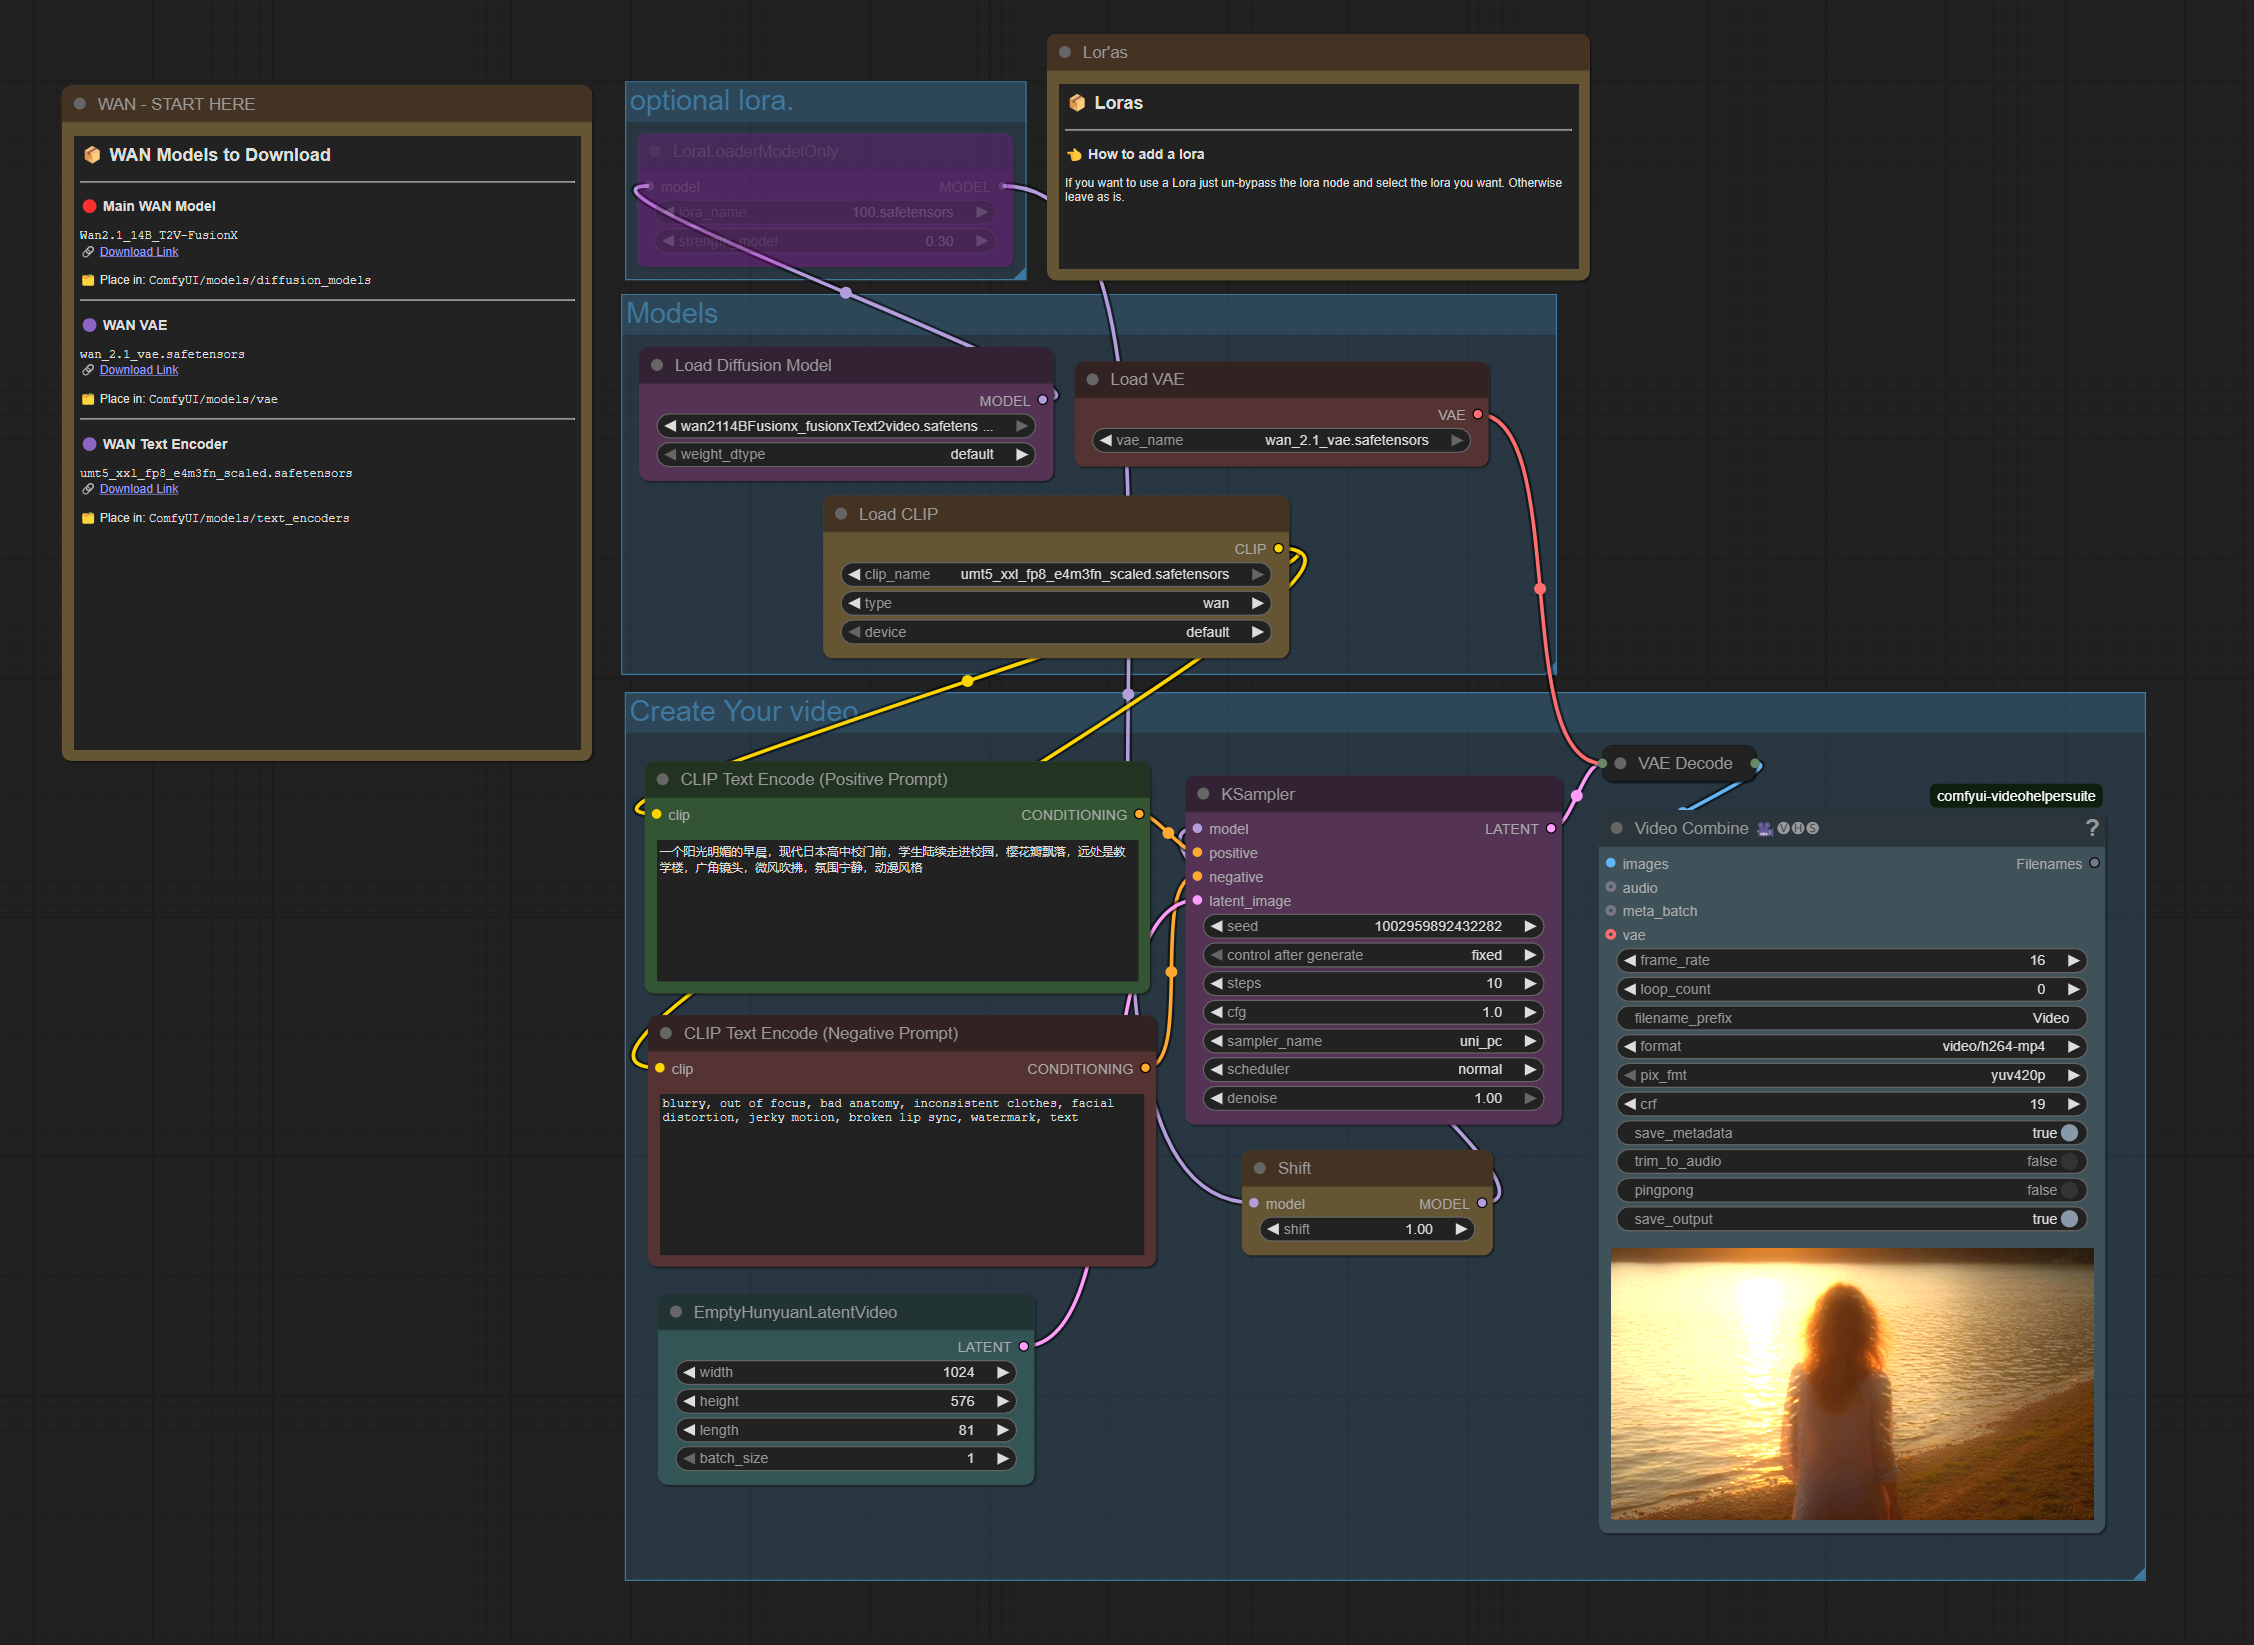 WAN - START HERE
📦 WAN Models to Download
🔴 Main WAN Model
Wan2.1_14B_T2V-FusionX
🔗 Download Link
🗂️ Place in: ComfyUI/models/diffusion_models
🟣 WAN VAE
wan_2.1_vae.safetensors
🔗 Download Link
🗂️ Place in: ComfyUI/models/vae
🟣 WAN Text Encoder
umt5_xxl_fp8_e4m3fn_scaled.safetensors
🔗 Download Link
🗂️ Place in: ComfyUI/models/text_encoders
optional lora.
LoraLoaderModelOnly
model MODEL
lora_name 100.safetensors
strength_model 0.30
Lor'as
📦 Loras
👈 How to add a lora
If you want to use a Lora just un-bypass the lora node and select the lora you want. Otherwise
leave as is.
Models
Load Diffusion Model
MODEL
wan2114BFusionx_fusionxText2video.safetens ...
weight_dtype default
Load VAE
VAE
vae_name wan_2.1_vae.safetensors
Load CLIP
CLIP
clip_name umt5_xxl_fp8_e4m3fn_scaled.safetensors
type wan
device default
Create Your video
CLIP Text Encode (Positive Prompt)
clip CONDITIONING
一个阳光明媚的早晨，现代日本高中校门前，学生陆续走进校园，樱花瓣飘落，远处是教
学楼，广角镜头，微风吹拂，氛围宁静，动漫风格
CLIP Text Encode (Negative Prompt)
clip CONDITIONING
blurry, out of focus, bad anatomy, inconsistent clothes, facial
distortion, jerky motion, broken lip sync, watermark, text
EmptyHunyuanLatentVideo
LATENT
width 1024
height 576
length 81
batch_size 1
KSampler
model LATENT
positive
negative
latent_image
seed 1002959892432282
control after generate fixed
steps 10
cfg 1.0
sampler_name uni_pc
scheduler normal
denoise 1.00
Shift
model MODEL
shift 1.00
VAE Decode
comfyui-videohelpersuite
Video Combine 🎥🅥🅗🅢 ?
images Filenames
audio
meta_batch
vae
frame_rate 16
loop_count 0
filename_prefix Video
format video/h264-mp4
pix_fmt yuv420p
crf 19
save_metadata true
trim_to_audio false
pingpong false
save_output true